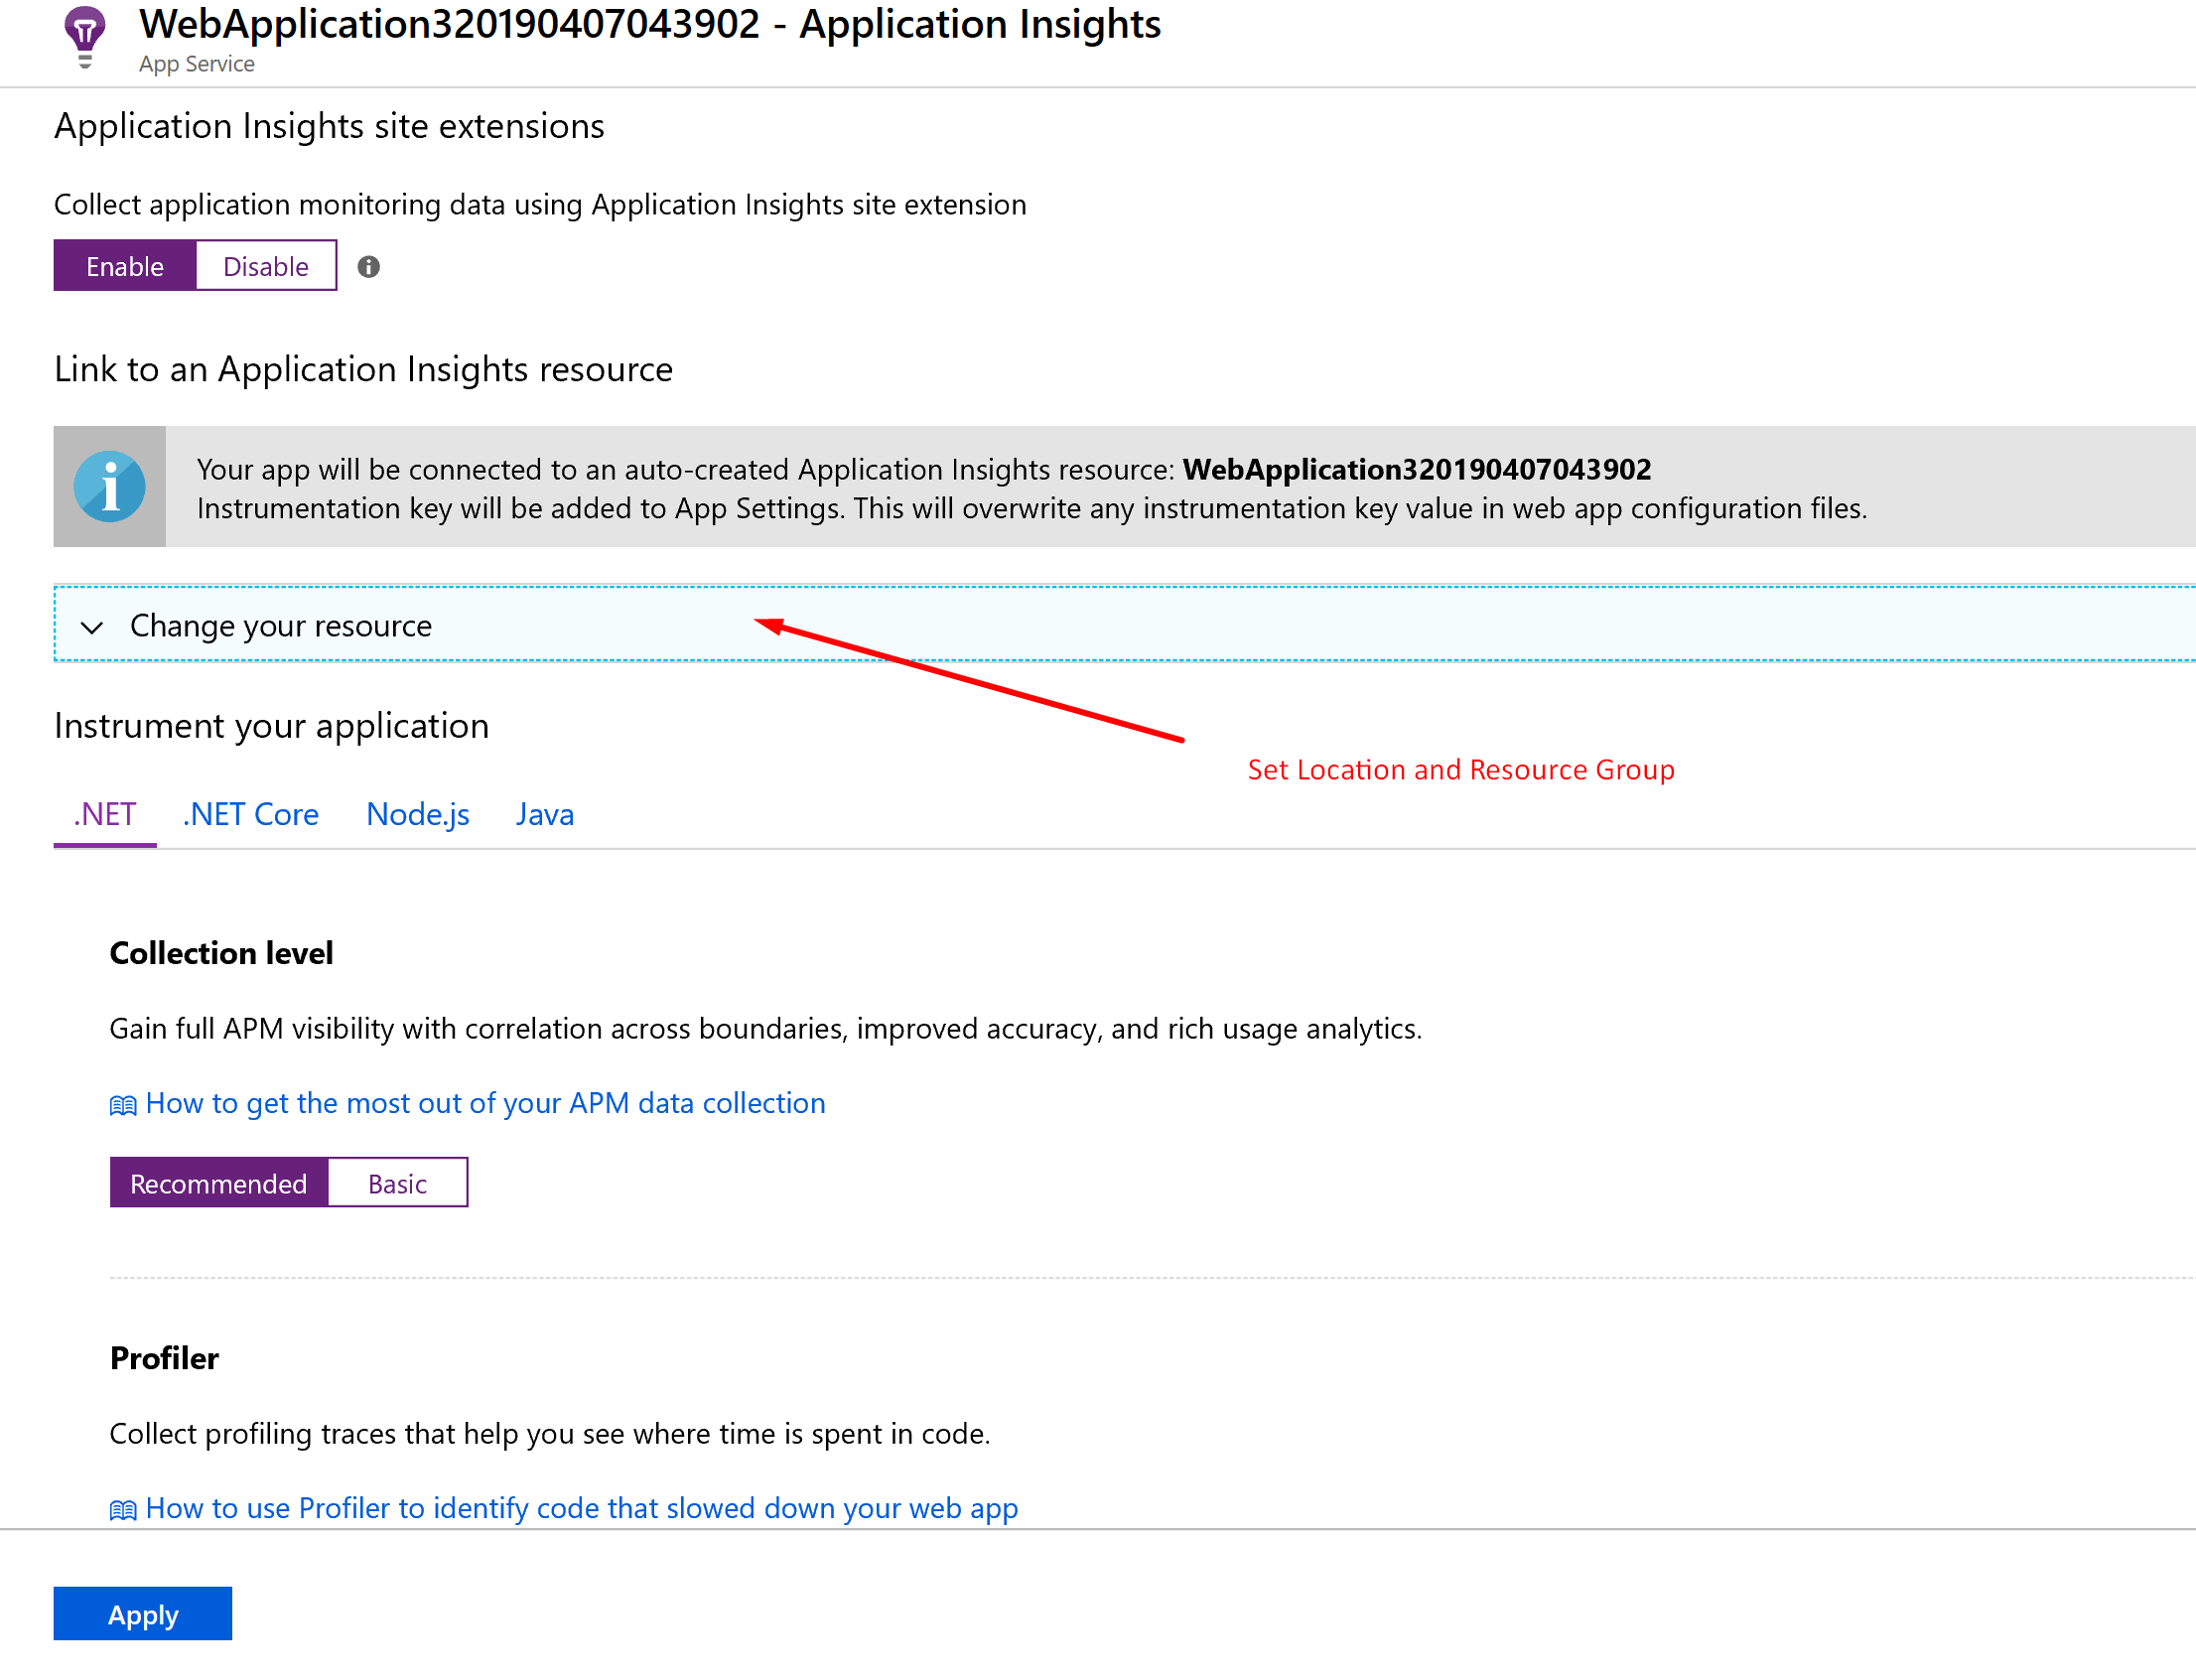 WebApplication320190407043902 - Application Insights
App Service
Application Insights site extensions
Collect application monitoring data using Application Insights site extension
Enable Disable
Link to an Application Insights resource
Your app will be connected to an auto-created Application Insights resource: WebApplication320190407043902
Instrumentation key will be added to App Settings. This will overwrite any instrumentation key value in web app configuration files.
Change your resource
Set Location and Resource Group
Instrument your application
.NET .NET Core Node.js Java
Collection level
Gain full APM visibility with correlation across boundaries, improved accuracy, and rich usage analytics.
How to get the most out of your APM data collection
Recommended Basic
Profiler
Collect profiling traces that help you see where time is spent in code.
How to use Profiler to identify code that slowed down your web app
Apply